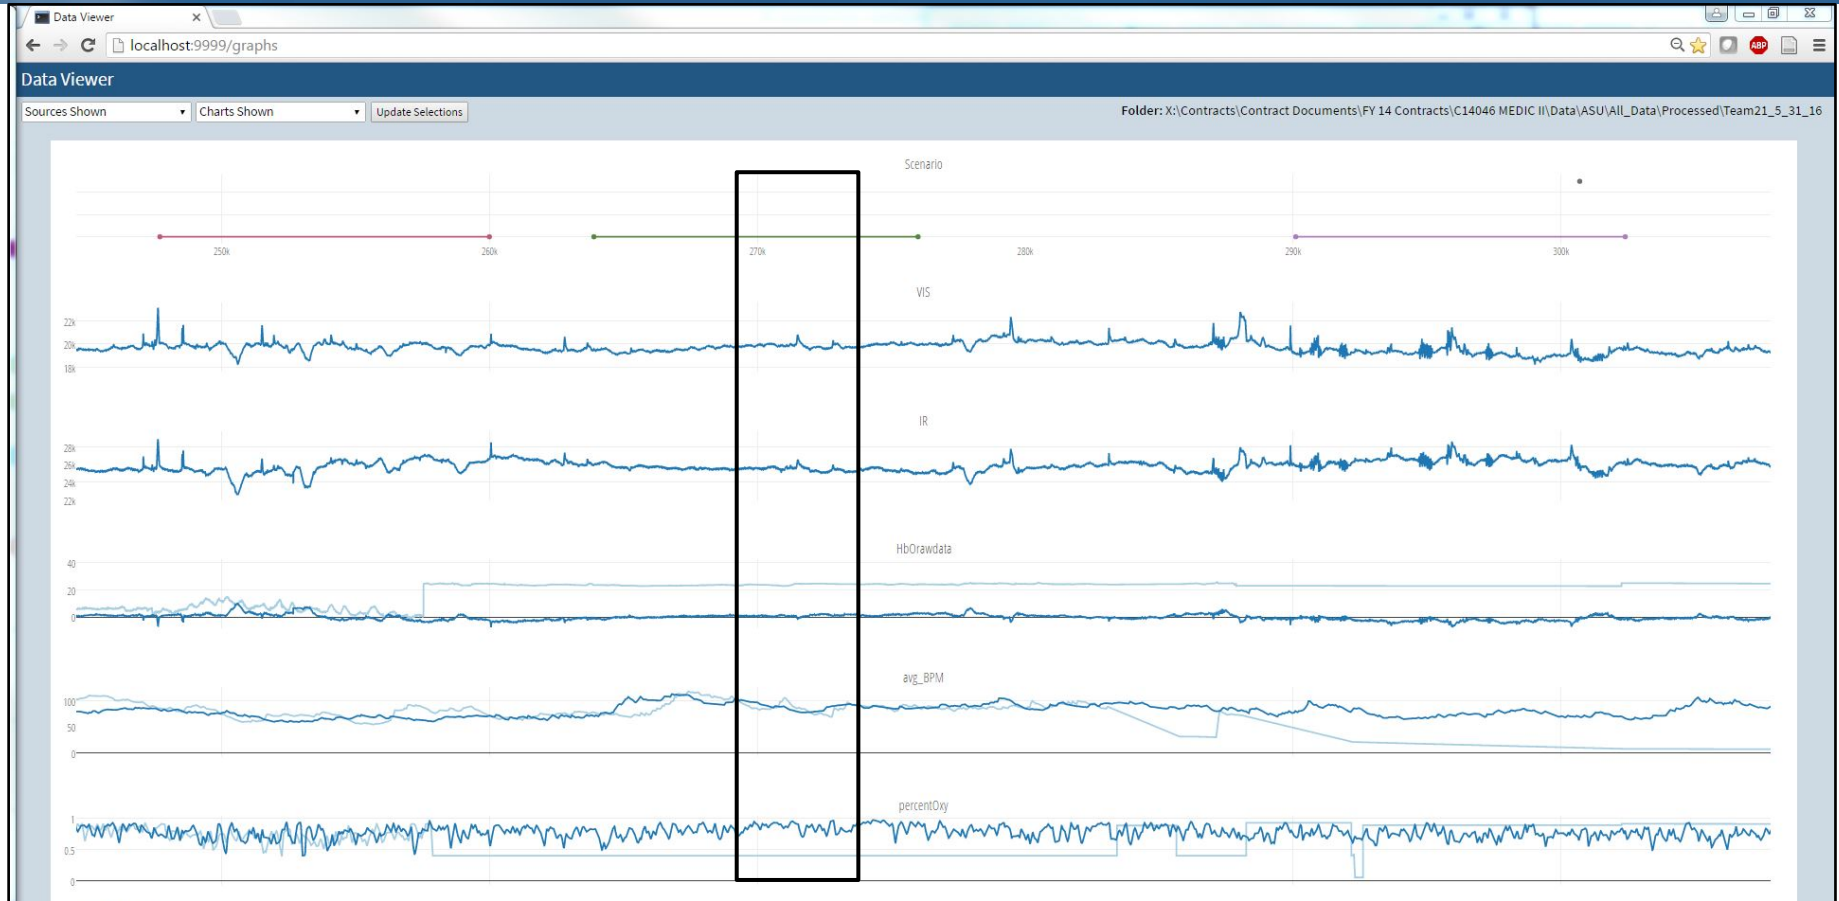 Data Viewer
localhost:9999/graphs
ABP
Data Viewer
Sources Shown Charts Shown Update Selections Folder: X:\Contracts\Contract Documents\FY 14 Contracts\C14046 MEDIC II\Data\ASU\All_Data\Processed\Team21_5_31_16
Scenario
250k 260k 270k 280k 290k 300k
VIS
22k
20k
18k
IR
28k
26k
24k
22k
HbOrawdata
40
20
0
avg_BPM
100
50
0
percentOxy
1
0.5
0